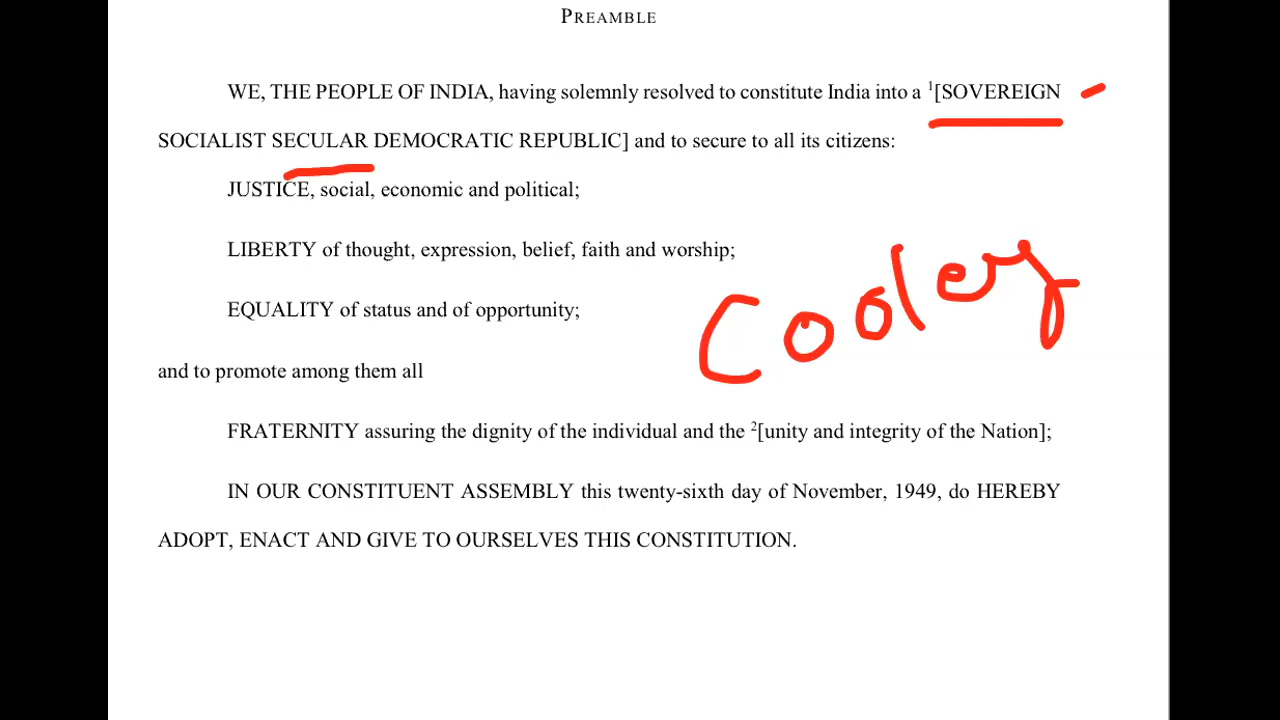 PREAMBLE
WE, THE PEOPLE OF INDIA, having solemnly resolved to constitute India into a ¹[SOVEREIGN
SOCIALIST SECULAR DEMOCRATIC REPUBLIC] and to secure to all its citizens:
JUSTICE, social, economic and political;
LIBERTY of thought, expression, belief, faith and worship;
EQUALITY of status and of opportunity;
Cooley
and to promote among them all
FRATERNITY assuring the dignity of the individual and the ²[unity and integrity of the Nation];
IN OUR CONSTITUENT ASSEMBLY this twenty-sixth day of November, 1949, do HEREBY
ADOPT, ENACT AND GIVE TO OURSELVES THIS CONSTITUTION.